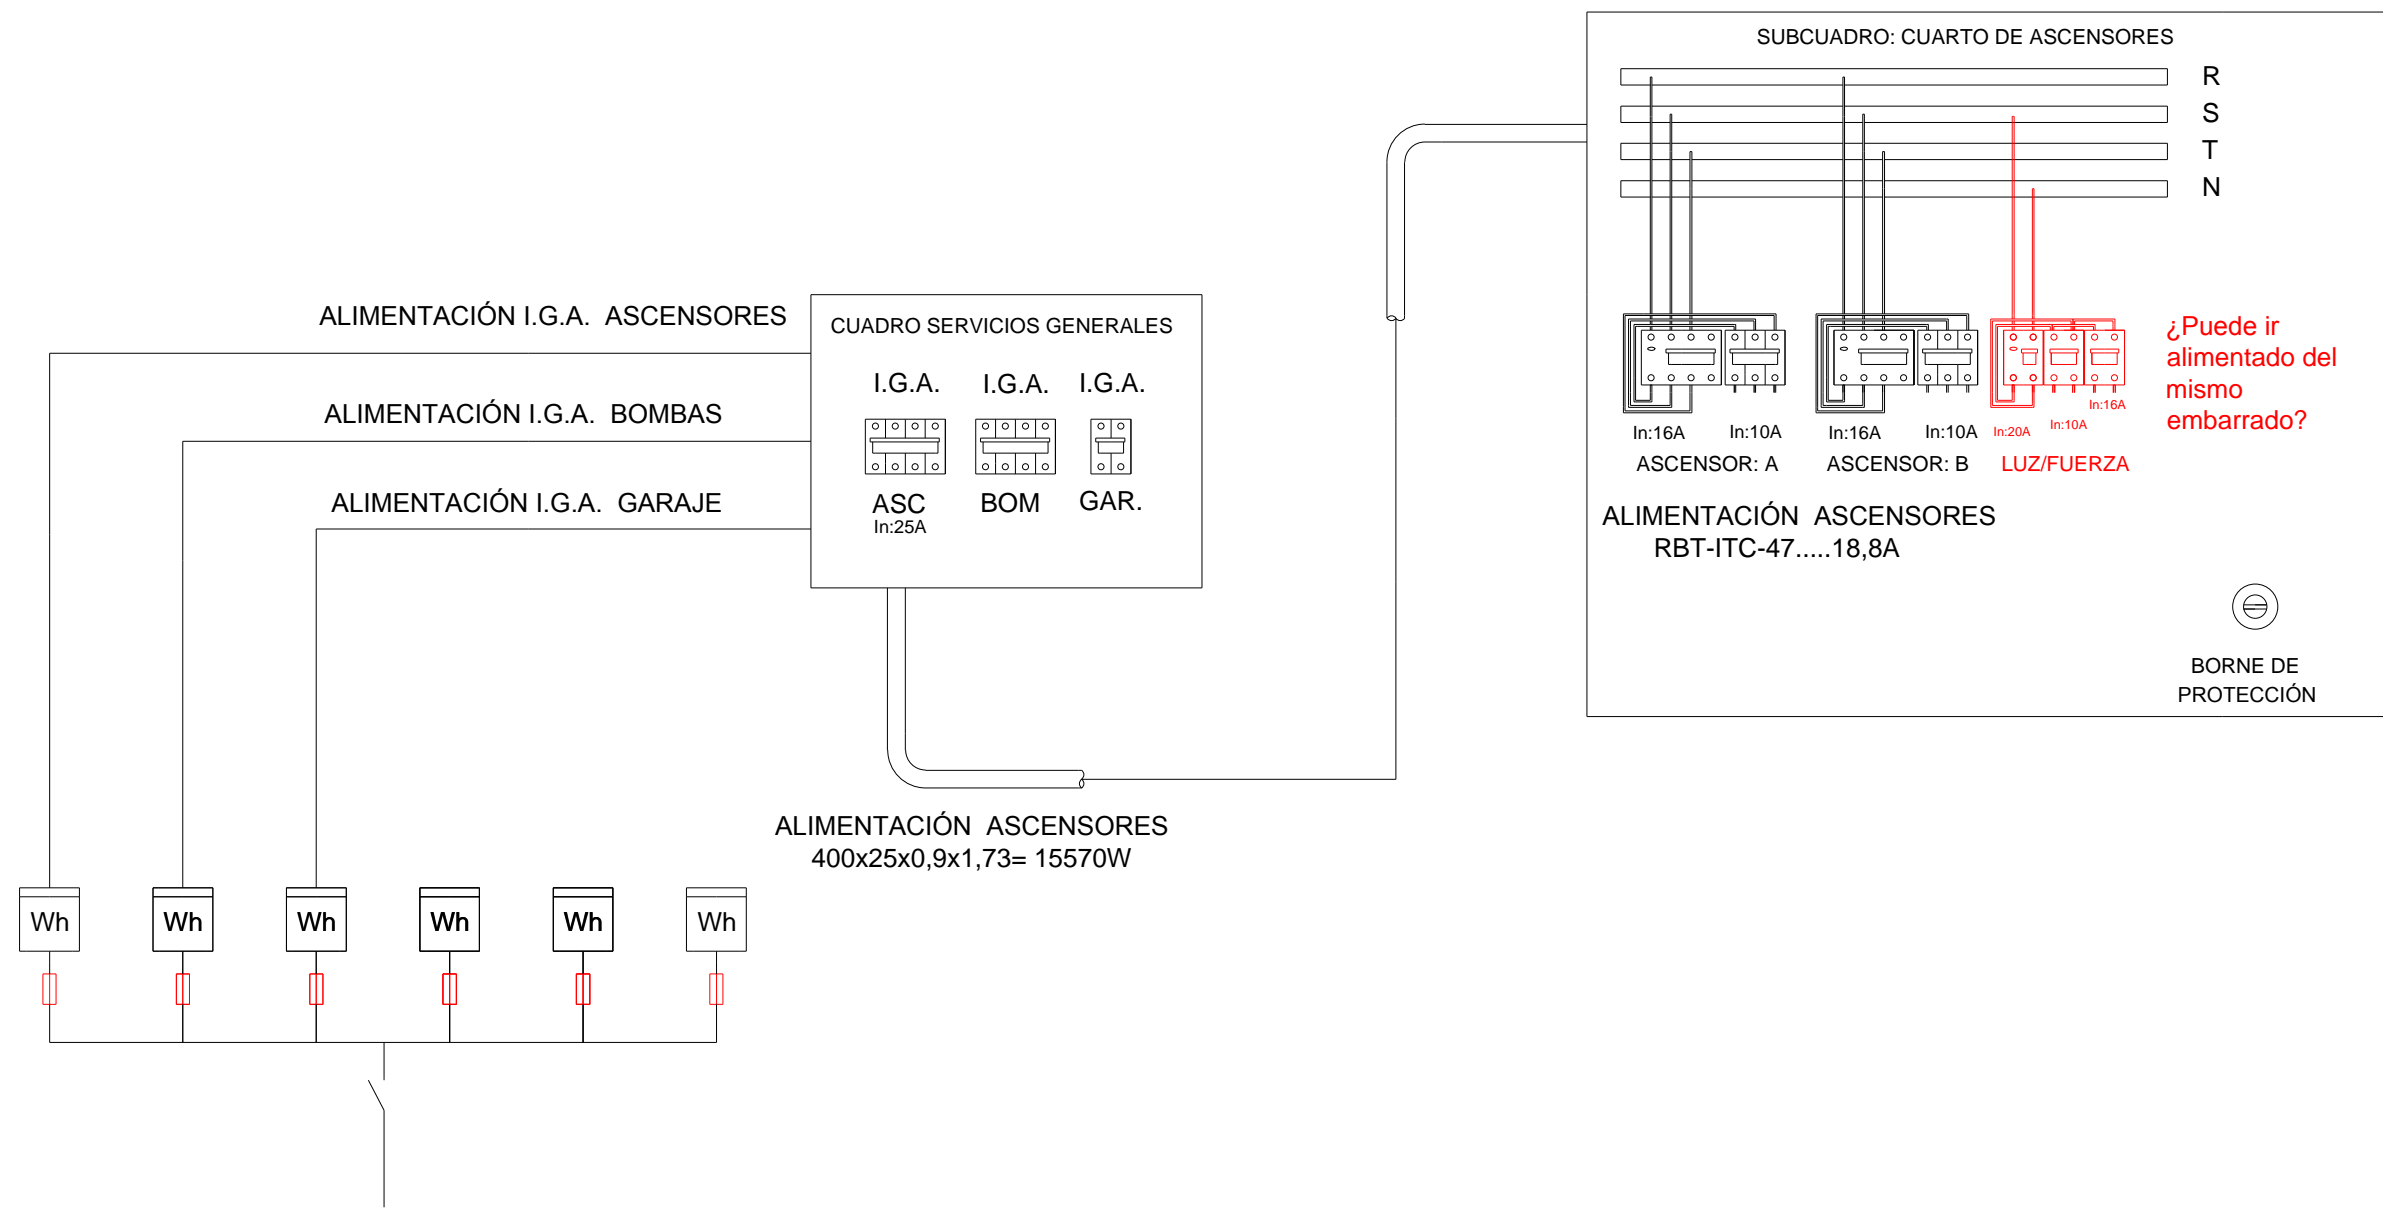 SUBCUADRO: CUARTO DE ASCENSORES
R
S
T
N
ALIMENTACIÓN I.G.A. ASCENSORES
ALIMENTACIÓN I.G.A. BOMBAS
ALIMENTACIÓN I.G.A. GARAJE
CUADRO SERVICIOS GENERALES
I.G.A.
I.G.A.
I.G.A.
ASC
In:25A
BOM
GAR.
¿Puede ir
alimentado del
mismo
embarrado?
In:16A
In:10A
ASCENSOR: A
In:16A
In:10A
ASCENSOR: B
In:20A
In:10A
In:16A
LUZ/FUERZA
ALIMENTACIÓN ASCENSORES
RBT-ITC-47.....18,8A
BORNE DE
PROTECCIÓN
ALIMENTACIÓN ASCENSORES
400x25x0,9x1,73= 15570W
Wh
Wh
Wh
Wh
Wh
Wh